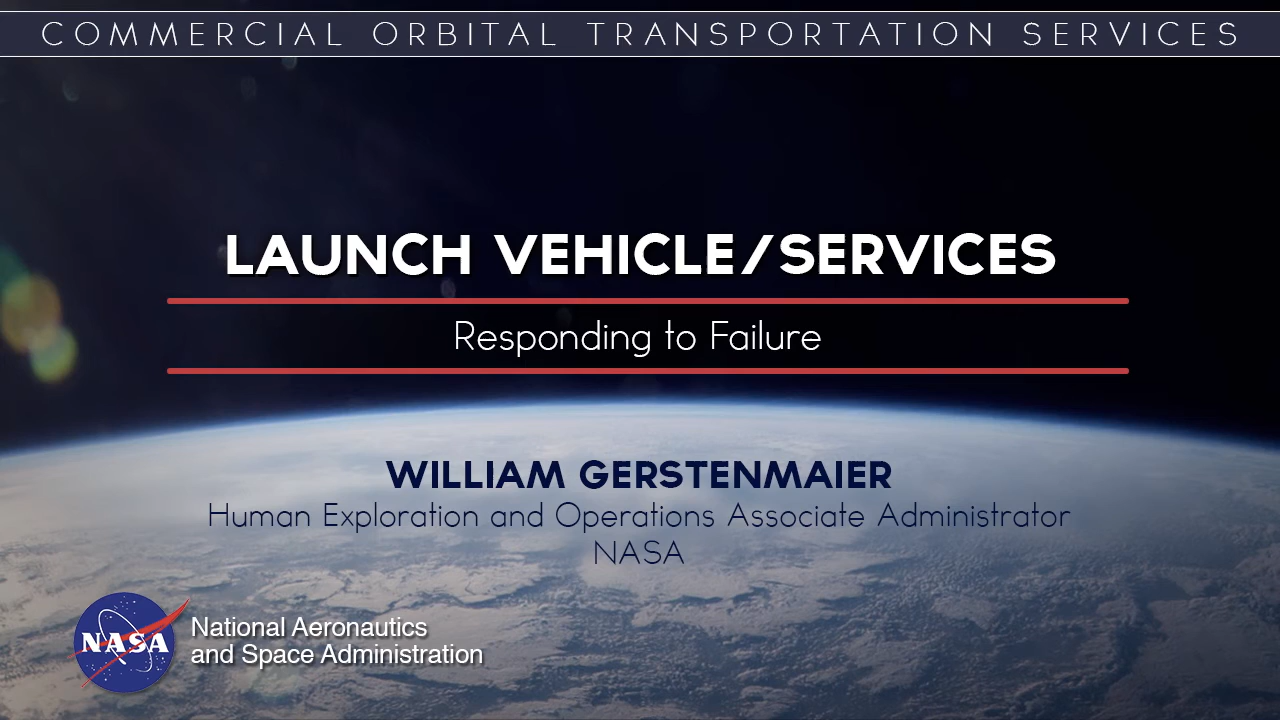 COMMERCIAL ORBITAL TRANSPORTATION SERVICES
LAUNCH VEHICLE/SERVICES
Responding to Failure
WILLIAM GERSTENMAIER
Human Exploration and Operations Associate Administrator
NASA
NASA
National Aeronautics
and Space Administration